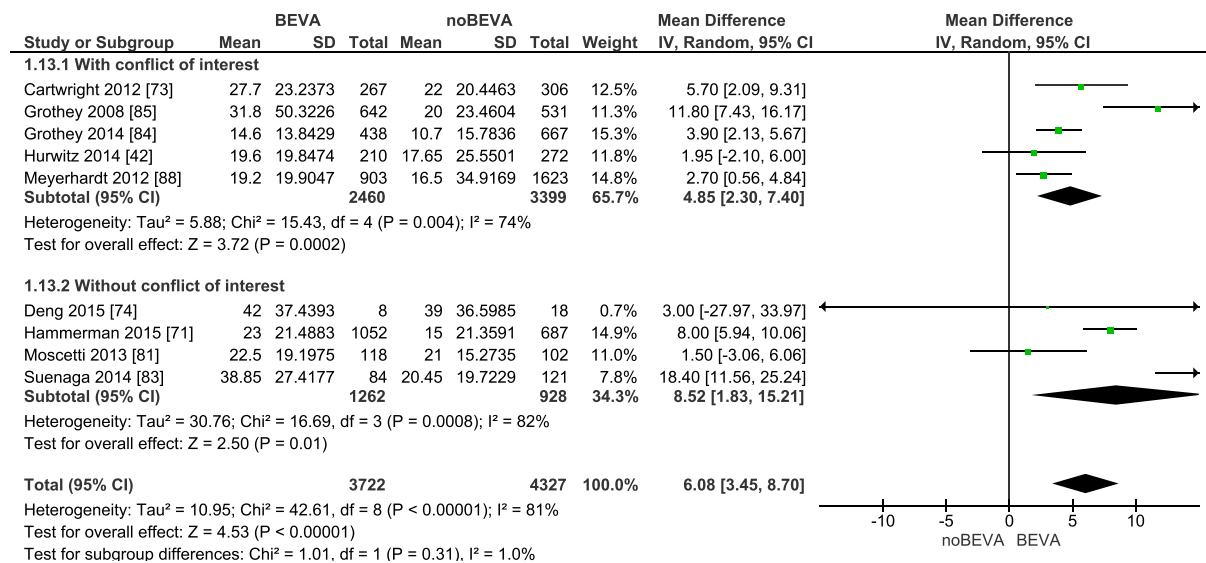 BEVA noBEVA Mean Difference Mean Difference
Study or Subgroup Mean SD Total Mean SD Total Weight IV, Random, 95% CI IV, Random, 95% CI
1.13.1 With conflict of interest
Cartwright 2012 [73] 27.7 23.2373 267 22 20.4463 306 12.5% 5.70 [2.09, 9.31]
Grothey 2008 [85] 31.8 50.3226 642 20 23.4604 531 11.3% 11.80 [7.43, 16.17]
Grothey 2014 [84] 14.6 13.8429 438 10.7 15.7836 667 15.3% 3.90 [2.13, 5.67]
Hurwitz 2014 [42] 19.6 19.8474 210 17.65 25.5501 272 11.8% 1.95 [-2.10, 6.00]
Meyerhardt 2012 [88] 19.2 19.9047 903 16.5 34.9169 1623 14.8% 2.70 [0.56, 4.84]
Subtotal (95% CI) 2460 3399 65.7% 4.85 [2.30, 7.40]
Heterogeneity: Tau² = 5.88; Chi² = 15.43, df = 4 (P = 0.004); I² = 74%
Test for overall effect: Z = 3.72 (P = 0.0002)
1.13.2 Without conflict of interest
Deng 2015 [74] 42 37.4393 8 39 36.5985 18 0.7% 3.00 [-27.97, 33.97]
Hammerman 2015 [71] 23 21.4883 1052 15 21.3591 687 14.9% 8.00 [5.94, 10.06]
Moscetti 2013 [81] 22.5 19.1975 118 21 15.2735 102 11.0% 1.50 [-3.06, 6.06]
Suenaga 2014 [83] 38.85 27.4177 84 20.45 19.7229 121 7.8% 18.40 [11.56, 25.24]
Subtotal (95% CI) 1262 928 34.3% 8.52 [1.83, 15.21]
Heterogeneity: Tau² = 30.76; Chi² = 16.69, df = 3 (P = 0.0008); I² = 82%
Test for overall effect: Z = 2.50 (P = 0.01)
Total (95% CI) 3722 4327 100.0% 6.08 [3.45, 8.70]
Heterogeneity: Tau² = 10.95; Chi² = 42.61, df = 8 (P < 0.00001); I² = 81%
Test for overall effect: Z = 4.53 (P < 0.00001)
Test for subgroup differences: Chi² = 1.01, df = 1 (P = 0.31), I² = 1.0%
-10 -5 0 5 10
noBEVA BEVA